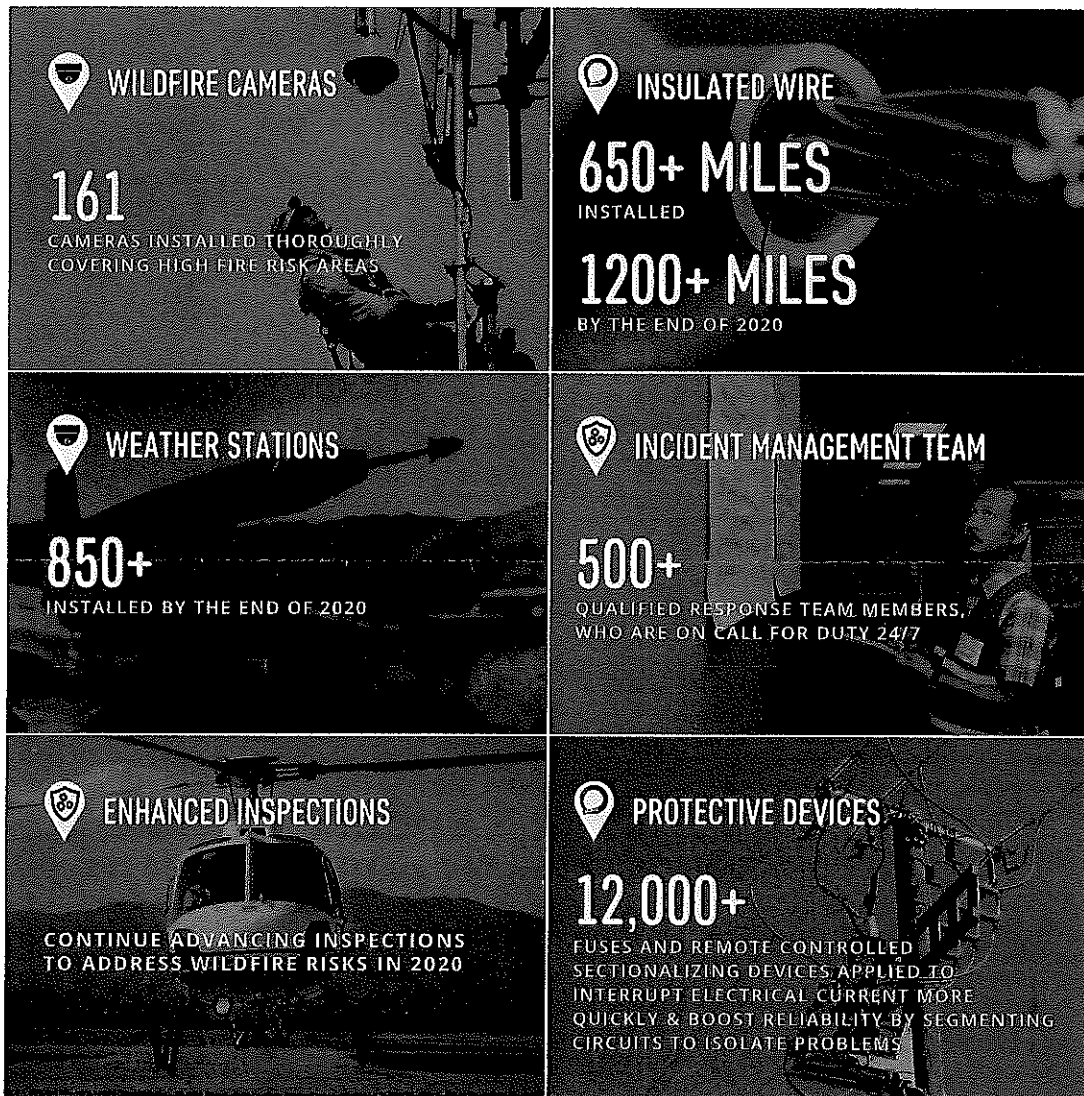 WILDFIRE CAMERAS
161
CAMERAS INSTALLED THOROUGHLY
COVERING HIGH FIRE RISK AREAS
INSULATED WIRE
650+ MILES
INSTALLED
1200+ MILES
BY THE END OF 2020
WEATHER STATIONS
850+
INSTALLED BY THE END OF 2020
INCIDENT MANAGEMENT TEAM
500+
QUALIFIED RESPONSE TEAM MEMBERS,
WHO ARE ON CALL FOR DUTY 24/7
ENHANCED INSPECTIONS
CONTINUE ADVANCING INSPECTIONS
TO ADDRESS WILDFIRE RISKS IN 2020
PROTECTIVE DEVICES
12,000+
FUSES AND REMOTE CONTROLLED
SECTIONALIZING DEVICES APPLIED TO
INTERRUPT ELECTRICAL CURRENT MORE
QUICKLY & BOOST RELIABILITY BY SEGMENTING
CIRCUITS TO ISOLATE PROBLEMS